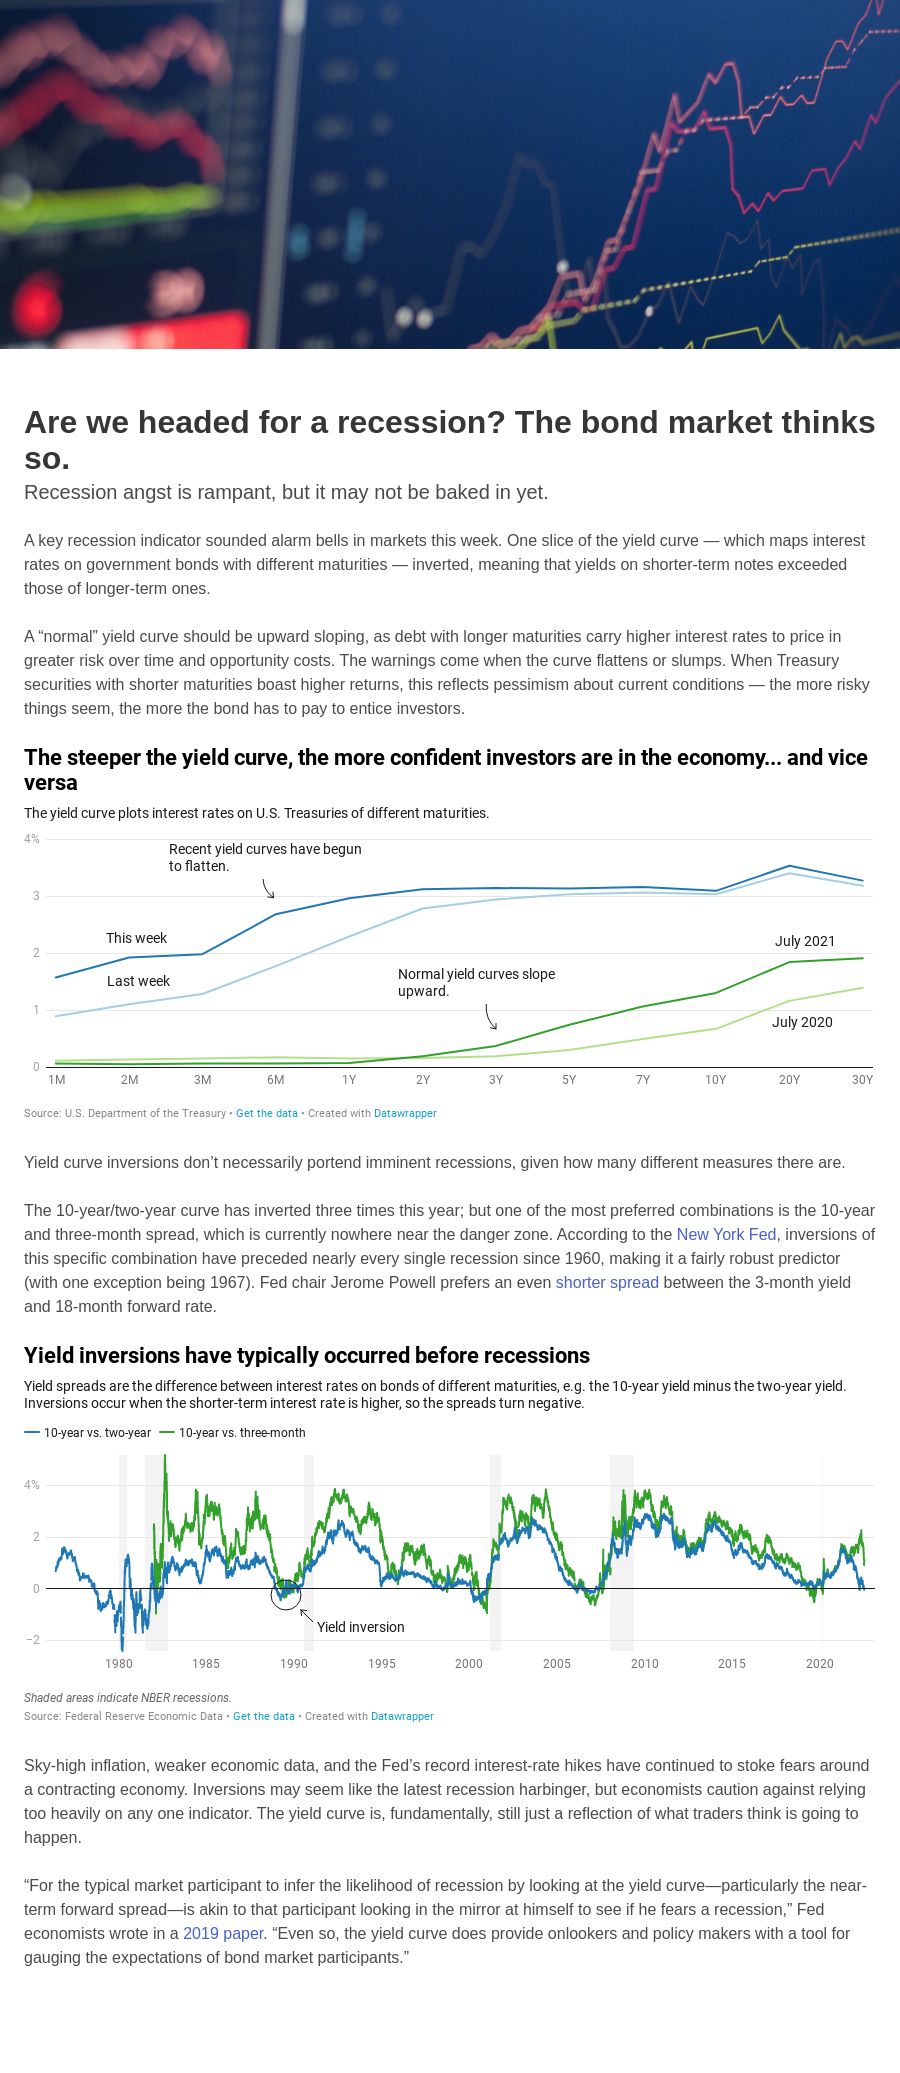 Are we headed for a recession? The bond market thinks
so.
Recession angst is rampant, but it may not be baked in yet.
A key recession indicator sounded alarm bells in markets this week. One slice of the yield curve — which maps interest
rates on government bonds with different maturities — inverted, meaning that yields on shorter-term notes exceeded
those of longer-term ones.
A “normal” yield curve should be upward sloping, as debt with longer maturities carry higher interest rates to price in
greater risk over time and opportunity costs. The warnings come when the curve flattens or slumps. When Treasury
securities with shorter maturities boast higher returns, this reflects pessimism about current conditions — the more risky
things seem, the more the bond has to pay to entice investors.
The steeper the yield curve, the more confident investors are in the economy... and vice
versa
The yield curve plots interest rates on U.S. Treasuries of different maturities.
4%
Recent yield curves have begun
to flatten.
3
This week
2
July 2021
Last week
Normal yield curves slope
upward.
1
July 2020
0
1M 2M 3M 6M 1Y 2Y 3Y 5Y 7Y 10Y 20Y 30Y
Source: U.S. Department of the Treasury • Get the data • Created with Datawrapper
Yield curve inversions don’t necessarily portend imminent recessions, given how many different measures there are.
The 10-year/two-year curve has inverted three times this year; but one of the most preferred combinations is the 10-year
and three-month spread, which is currently nowhere near the danger zone. According to the New York Fed, inversions of
this specific combination have preceded nearly every single recession since 1960, making it a fairly robust predictor
(with one exception being 1967). Fed chair Jerome Powell prefers an even shorter spread between the 3-month yield
and 18-month forward rate.
Yield inversions have typically occurred before recessions
Yield spreads are the difference between interest rates on bonds of different maturities, e.g. the 10-year yield minus the two-year yield.
Inversions occur when the shorter-term interest rate is higher, so the spreads turn negative.
10-year vs. two-year 10-year vs. three-month
4%
2
0
Yield inversion
−2
1980 1985 1990 1995 2000 2005 2010 2015 2020
Shaded areas indicate NBER recessions.
Source: Federal Reserve Economic Data • Get the data • Created with Datawrapper
Sky-high inflation, weaker economic data, and the Fed’s record interest-rate hikes have continued to stoke fears around
a contracting economy. Inversions may seem like the latest recession harbinger, but economists caution against relying
too heavily on any one indicator. The yield curve is, fundamentally, still just a reflection of what traders think is going to
happen.
“For the typical market participant to infer the likelihood of recession by looking at the yield curve—particularly the near-
term forward spread—is akin to that participant looking in the mirror at himself to see if he fears a recession,” Fed
economists wrote in a 2019 paper. “Even so, the yield curve does provide onlookers and policy makers with a tool for
gauging the expectations of bond market participants.”